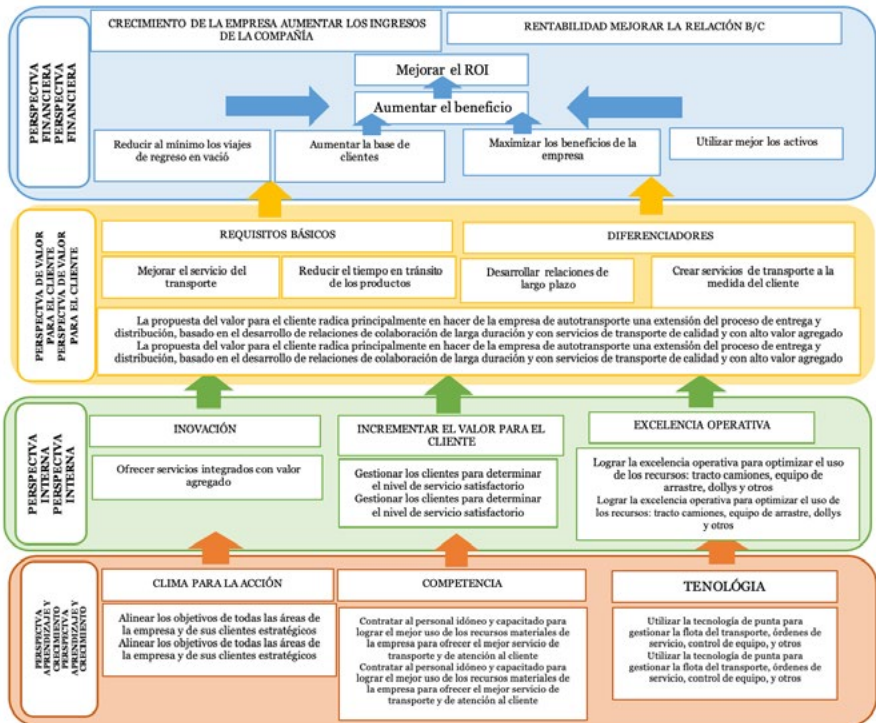 CRECIMIENTO DE LA EMPRESA AUMENTAR LOS INGRESOS
DE LA COMPAÑÍA
RENTABILIDAD MEJORAR LA RELACIÓN B/C
PERSPECTVA
FINANCIERA
PERSPECTVA
FINANCIERA
Mejorar el ROI
Aumentar el beneficio
Reducir al mínimo los viajes
de regreso en vació
Aumentar la base de
clientes
Maximizar los beneficios de la
empresa
Utilizar mejor los activos
PERSPECTVA DE VALOR
PARA EL CLIENTE
PERSPECTVA DE VALOR
PARA EL CLIENTE
REQUISITOS BÁSICOS
DIFERENCIADORES
Mejorar el servicio del
transporte
Reducir el tiempo en tránsito
de los productos
Desarrollar relaciones de
largo plazo
Crear servicios de transporte a la
medida del cliente
La propuesta del valor para el cliente radica principalmente en hacer de la empresa de autotransporte una extensión del proceso de entrega y
distribución, basado en el desarrollo de relaciones de colaboración de larga duración y con servicios de transporte de calidad y con alto valor agregado
La propuesta del valor para el cliente radica principalmente en hacer de la empresa de autotransporte una extensión del proceso de entrega y
distribución, basado en el desarrollo de relaciones de colaboración de larga duración y con servicios de transporte de calidad y con alto valor agregado
PERSPECTVA
INTERNA
PERSPECTIVA
INTERNA
INOVACIÓN
INCREMENTAR EL VALOR PARA EL
CLIENTE
EXCELENCIA OPERATIVA
Ofrecer servicios integrados con valor
agregado
Gestionar los clientes para determinar
el nivel de servicio satisfactorio
Gestionar los clientes para determinar
el nivel de servicio satisfactorio
Lograr la excelencia operativa para optimizar el uso
de los recursos: tracto camiones, equipo de
arrastre, dollys y otros
Lograr la excelencia operativa para optimizar el uso
de los recursos: tracto camiones, equipo de arrastre, dollys
y otros
PERSPECTVA
APRENDIZAJE Y
CRECIMIENTO
PERSPECTVA
APRENDIZAJE Y
CRECIMIENTO
CLIMA PARA LA ACCIÓN
COMPETENCIA
TENOLÓGIA
Alinear los objetivos de todas las áreas de
la empresa y de sus clientes estratégicos
Alinear los objetivos de todas las áreas de
la empresa y de sus clientes estratégicos
Contratar al personal idóneo y capacitado para
lograr el mejor uso de los recursos materiales de
la empresa para ofrecer el mejor servicio de
transporte y de atención al cliente
Contratar al personal idóneo y capacitado para
lograr el mejor uso de los recursos materiales de
la empresa para ofrecer el mejor servicio de
transporte y de atención al cliente
Utilizar la tecnología de punta para
gestionar la flota del transporte, órdenes de
servicio, control de equipo, y otros
Utilizar la tecnología de punta para
gestionar la flota del transporte, órdenes de
servicio, control de equipo, y otros